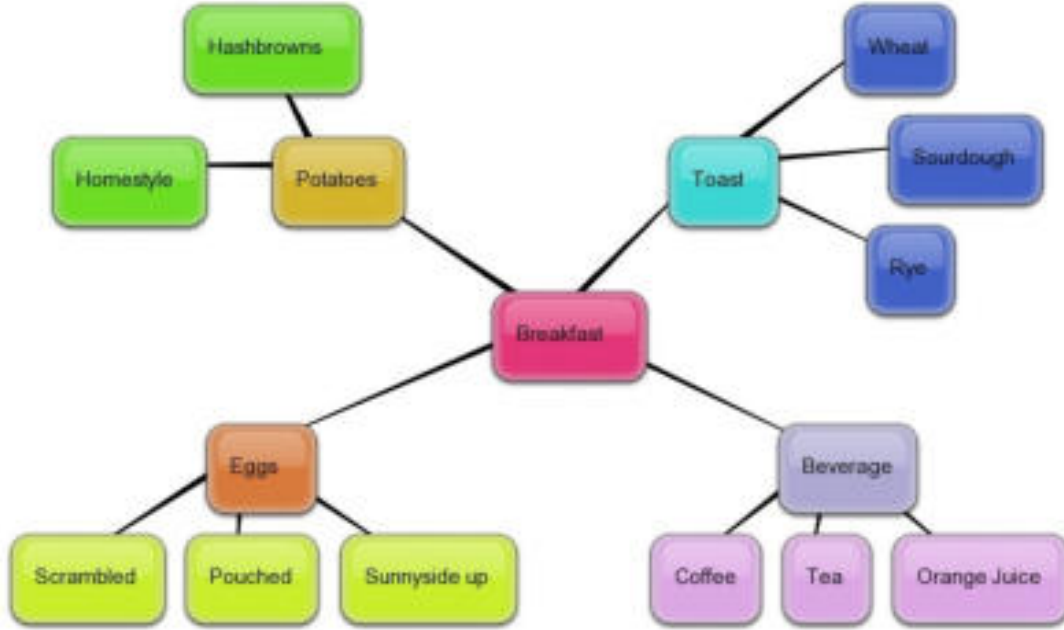 Hashbrowns
Wheat
Sourdough
Homestyle
Potatoes
Toast
Rye
Breakfast
Eggs
Beverage
Scrambled
Pouched
Sunnyside up
Coffee
Tea
Orange Juice